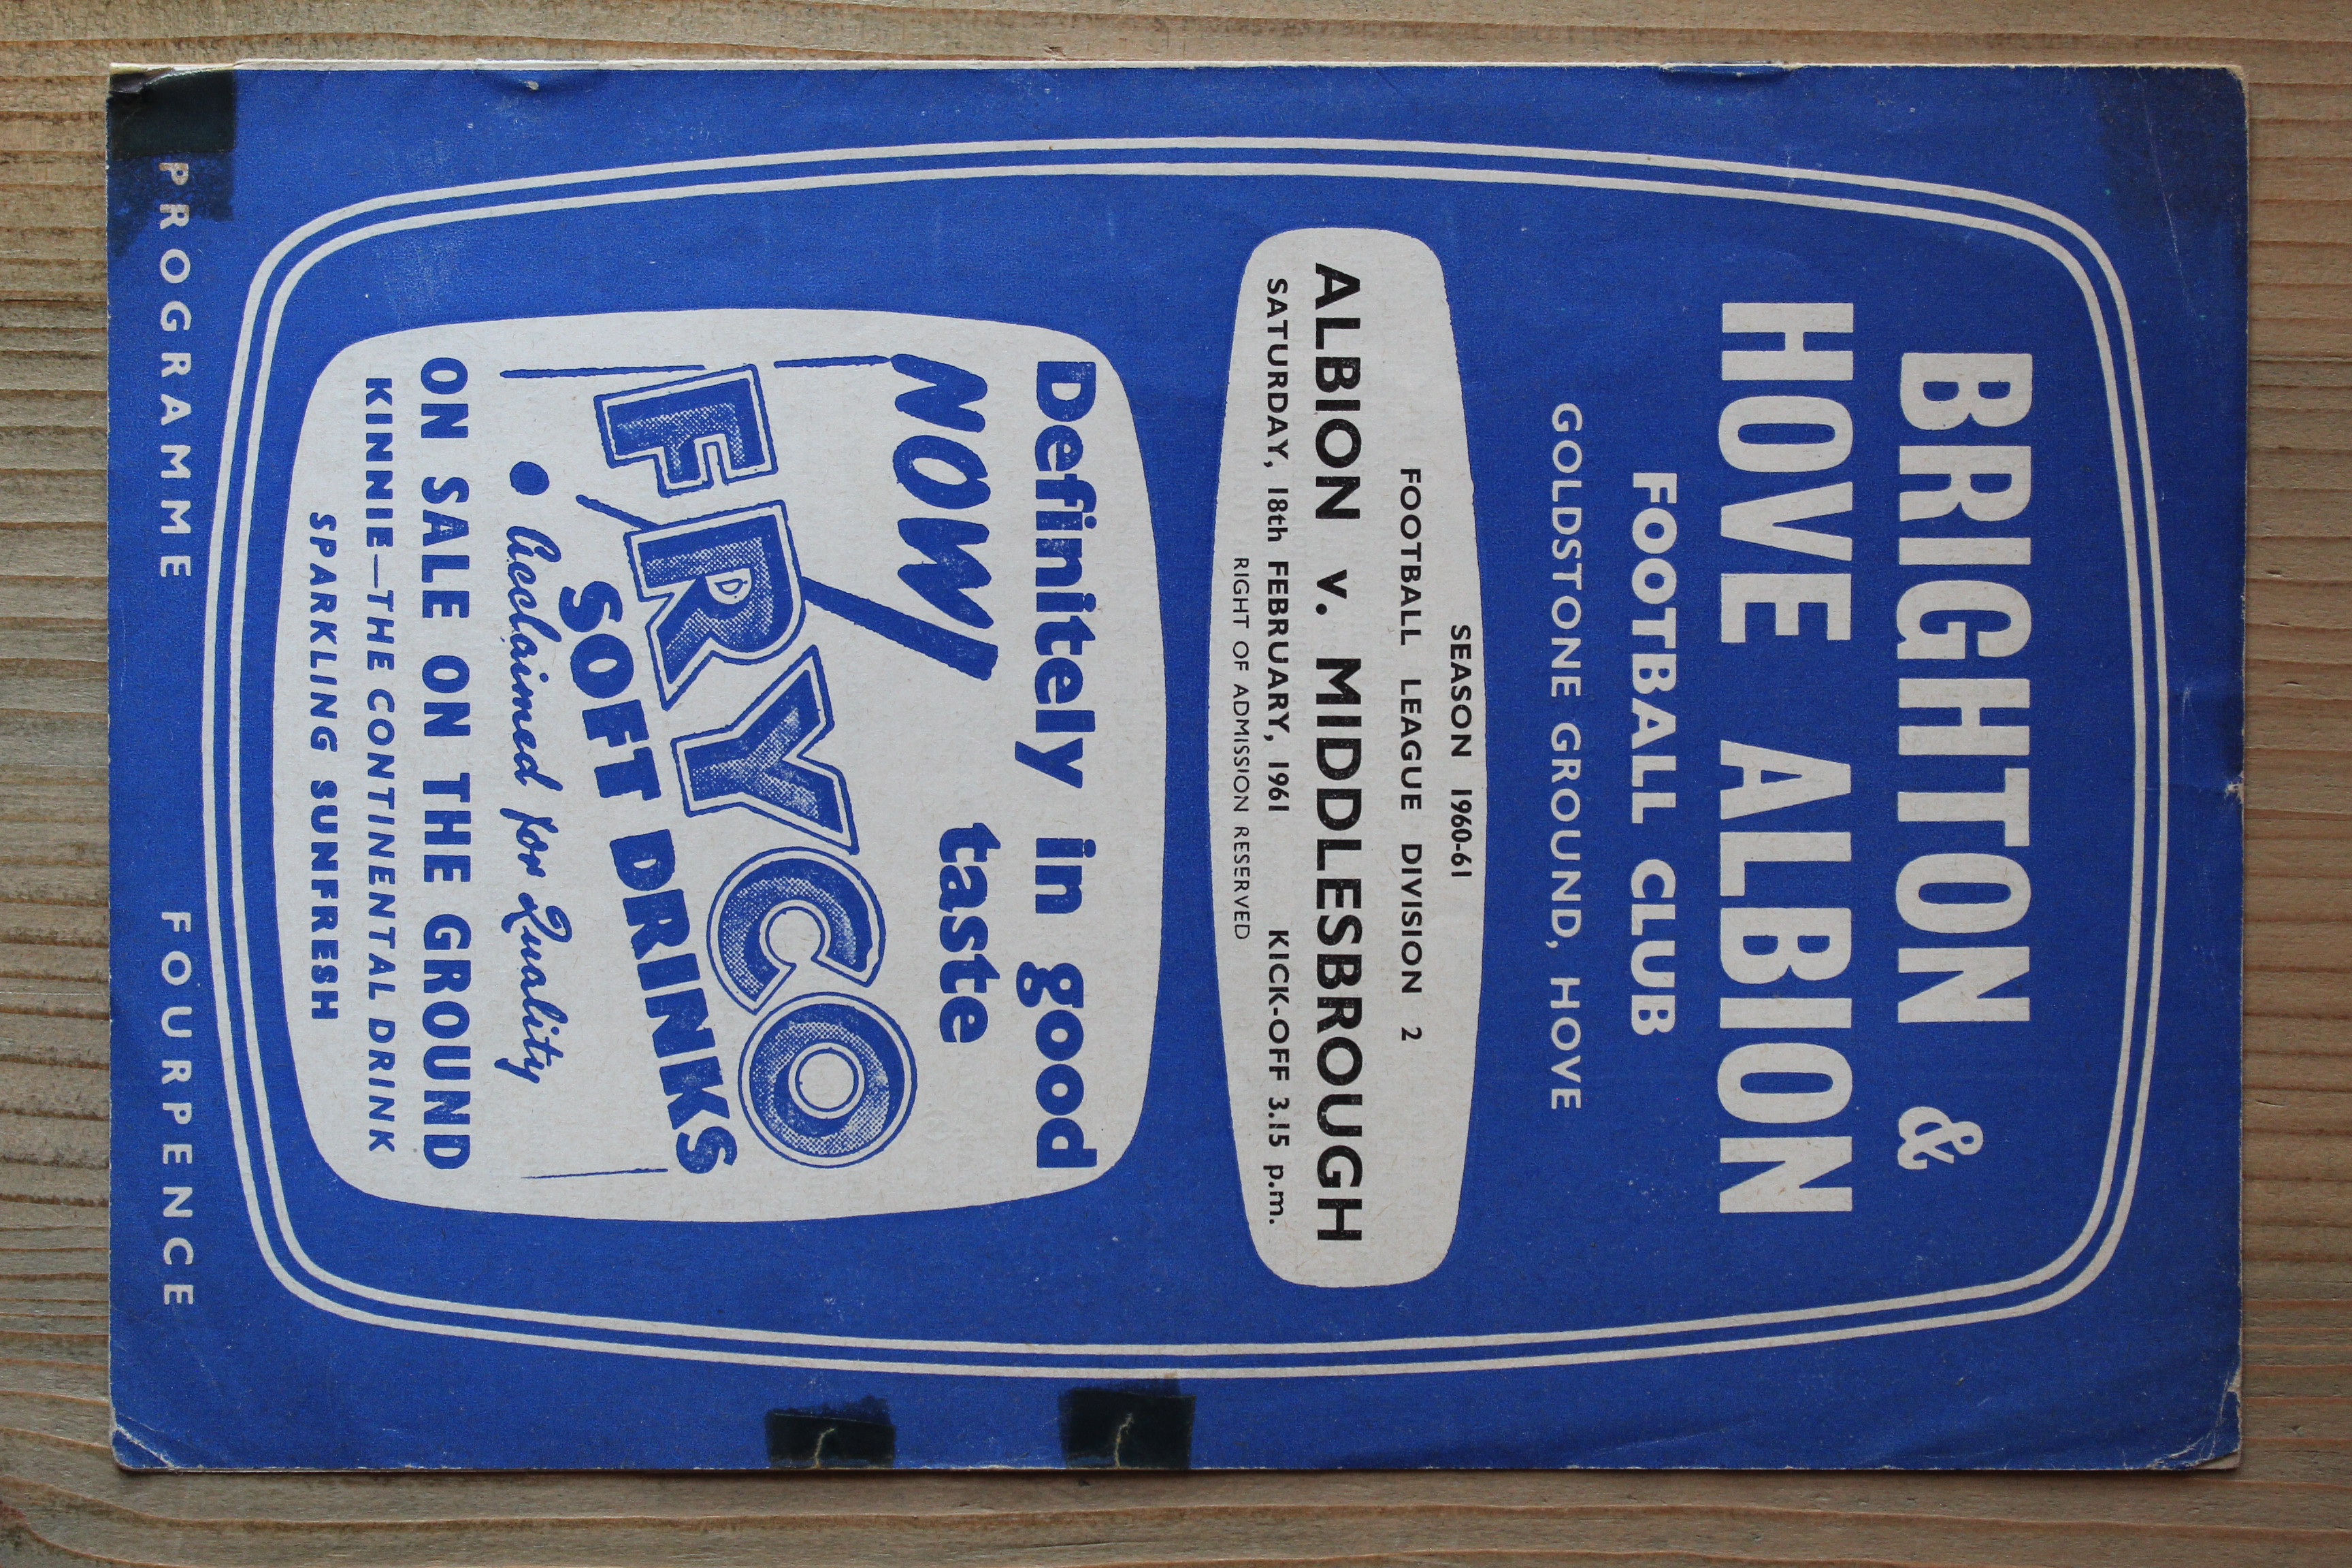 BRIGHTON &
HOVE ALBION
FOOTBALL CLUB
GOLDSTONE GROUND, HOVE
SEASON 1960-61
FOOTBALL LEAGUE DIVISION 2
ALBION v. MIDDLESBROUGH
SATURDAY, 18th FEBRUARY, 1961 KICK-OFF 3.15 p.m.
RIGHT OF ADMISSION RESERVED
Definitely in good
taste
NOW
FRYCO
SOFT DRINKS
• Acclaimed for Quality
ON SALE ON THE GROUND
KINNIE—THE CONTINENTAL DRINK
SPARKLING SUNFRESH
PROGRAMME FOURPENCE